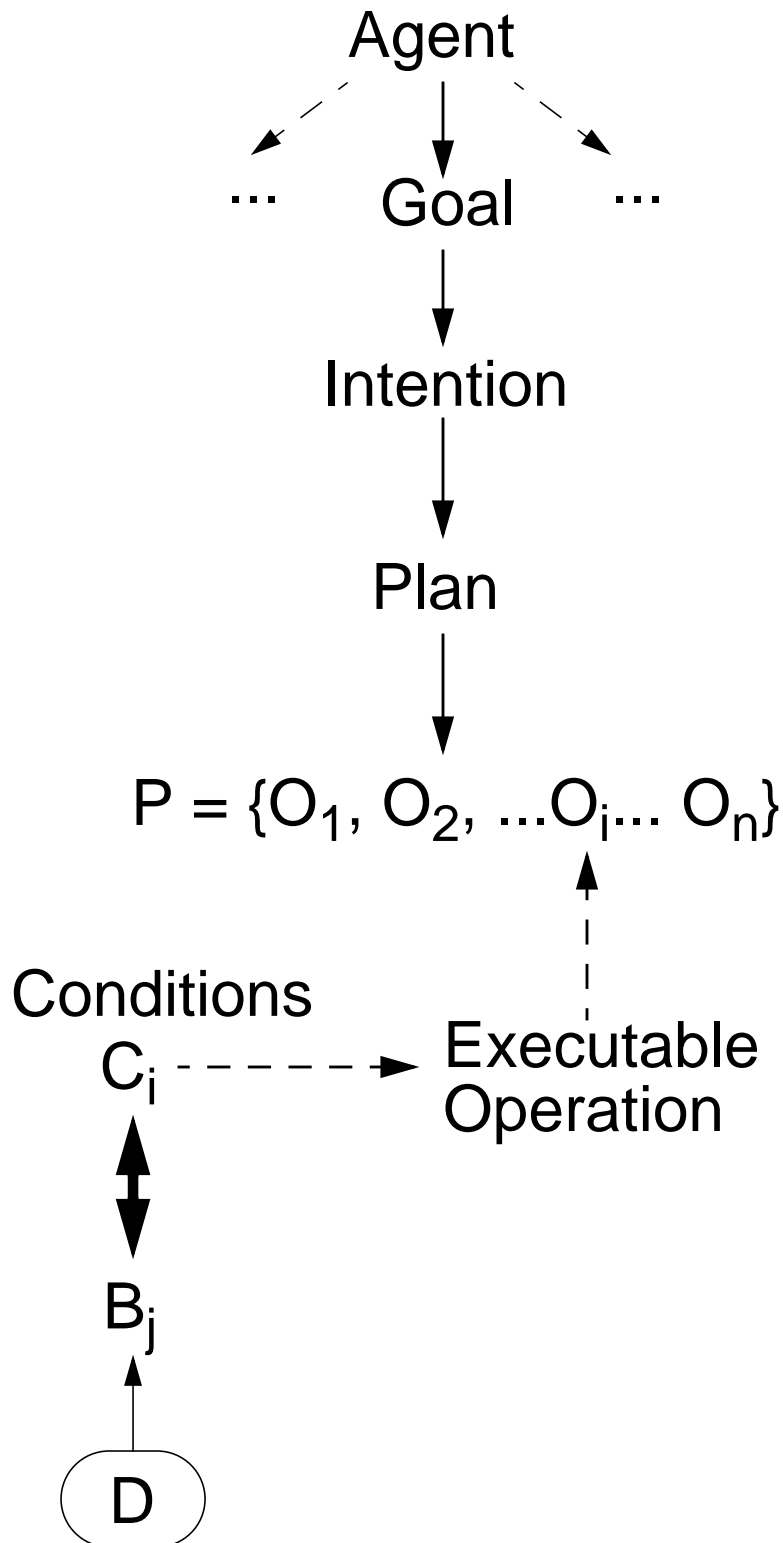 Agent
... Goal ...
Intention
Plan
P = {O₁, O₂, ...Oᵢ... Oₙ}
Conditions
Cᵢ
Executable
Operation
Bⱼ
D